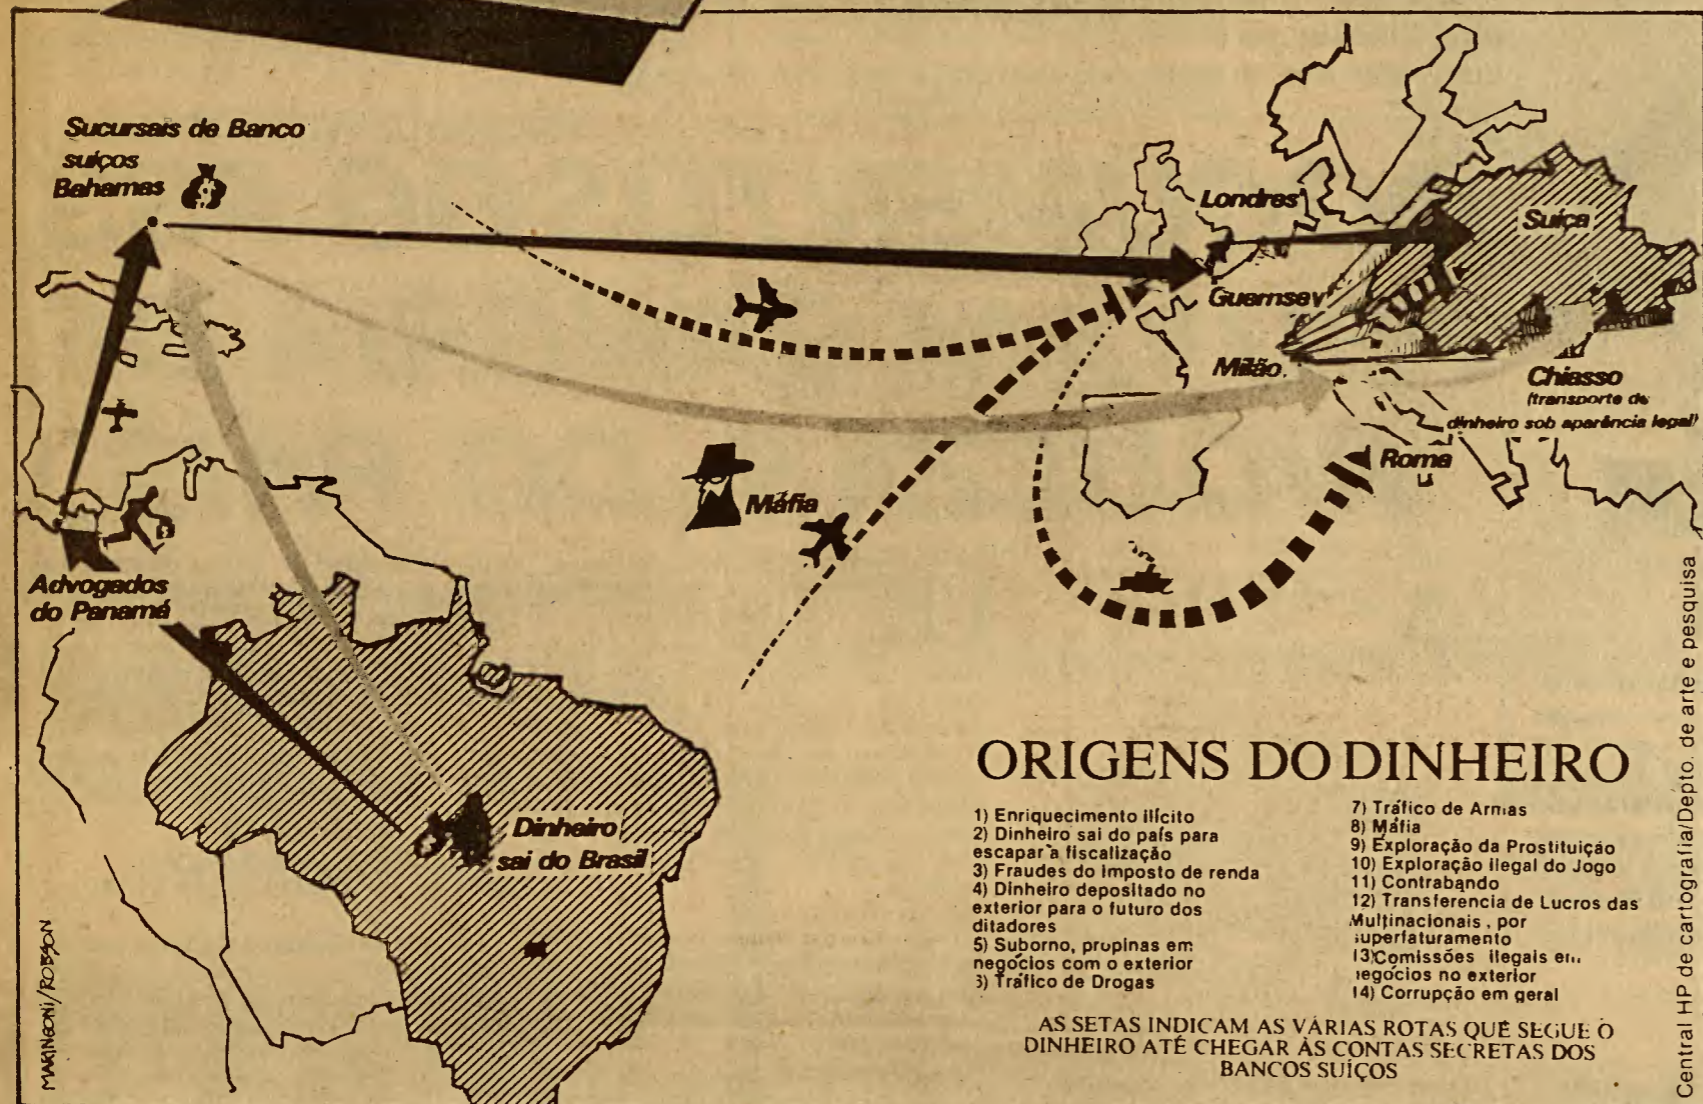 Sucursais de Banco
suíços
Bahamas
Londres
Suíça
Guernsey
Milão
Chiasso
(transporte de
dinheiro sob aparência legal)
Roma
Máfia
Advogados
do Panamá
Dinheiro
sai do Brasil
ORIGENS DO DINHEIRO
1) Enriquecimento ilícito
2) Dinheiro sai do país para
escapar à fiscalização
3) Fraudes do imposto de renda
4) Dinheiro depositado no
exterior para o futuro dos
ditadores
5) Suborno, propinas em
negócios com o exterior
6) Tráfico de Drogas
7) Tráfico de Armas
8) Máfia
9) Exploração da Prostituição
10) Exploração ilegal do Jogo
11) Contrabando
12) Transferencia de Lucros das
Multinacionais, por
superfaturamento
13) Comissões ilegais em
negócios no exterior
14) Corrupção em geral
AS SETAS INDICAM AS VÁRIAS ROTAS QUE SEGUE O
DINHEIRO ATÉ CHEGAR ÀS CONTAS SECRETAS DOS
BANCOS SUÍÇOS
MARINGONI/ROBSON
Central HP de cartografia/Depto. de arte e pesquisa